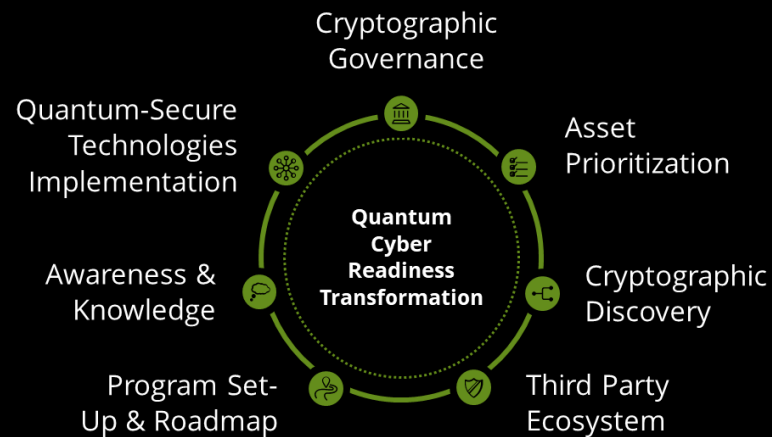 Cryptographic
Governance
Quantum-Secure
Technologies
Implementation
Asset
Prioritization
Quantum
Cyber
Readiness
Transformation
Awareness &
Knowledge
Cryptographic
Discovery
Program Set-
Up & Roadmap
Third Party
Ecosystem